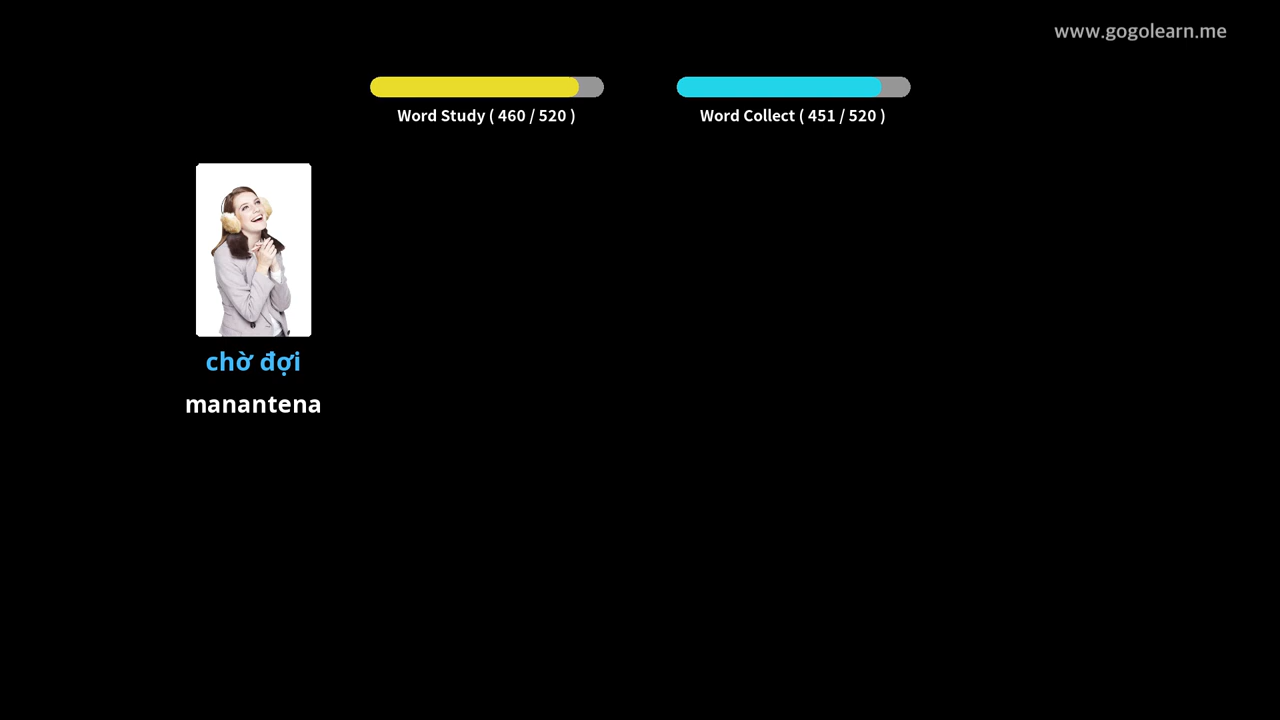 www.gogolearn.me
Word Study ( 460 / 520 )
Word Collect ( 451 / 520 )
chờ đợi
manantena